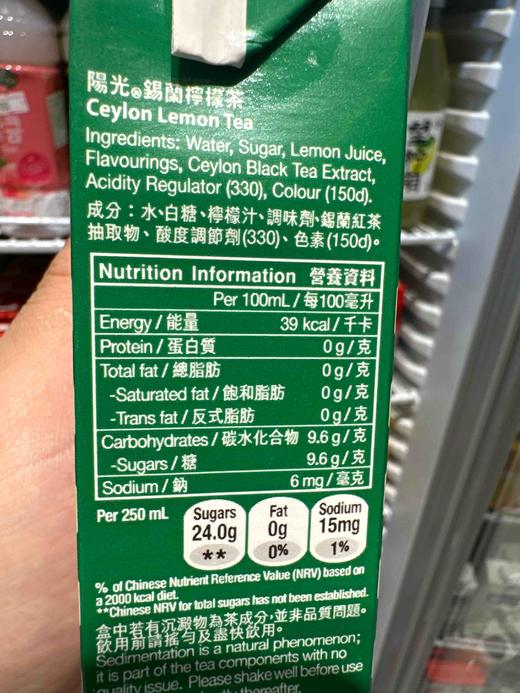 陽光®錫蘭檸檬茶
Ceylon Lemon Tea
Ingredients: Water, Sugar, Lemon Juice,
Flavourings, Ceylon Black Tea Extract,
Acidity Regulator (330), Colour (150d).
成分：水、白糖、檸檬汁、調味劑、錫蘭紅茶
抽取物、酸度調節劑(330)、色素(150d)。
Nutrition Information 營養資料
Per 100mL / 每100毫升
Energy / 能量 39 kcal / 千卡
Protein / 蛋白質 0 g / 克
Total fat / 總脂肪 0 g / 克
-Saturated fat / 飽和脂肪 0 g / 克
-Trans fat / 反式脂肪 0 g / 克
Carbohydrates / 碳水化合物 9.6 g / 克
-Sugars / 糖 9.6 g / 克
Sodium / 鈉 6 mg / 毫克
Per 250 mL Sugars 24.0g ** Fat 0g 0% Sodium 15mg 1%
% of Chinese Nutrient Reference Value (NRV) based on
a 2000 kcal diet.
**Chinese NRV for total sugars has not been established.
盒中若有沉澱物為茶成分，並非品質問題。
飲用前請搖勻及盡快飲用。
Sedimentation is a natural phenomenon;
it is part of the tea components with no
quality issue. Please shake well before use
thereafter.